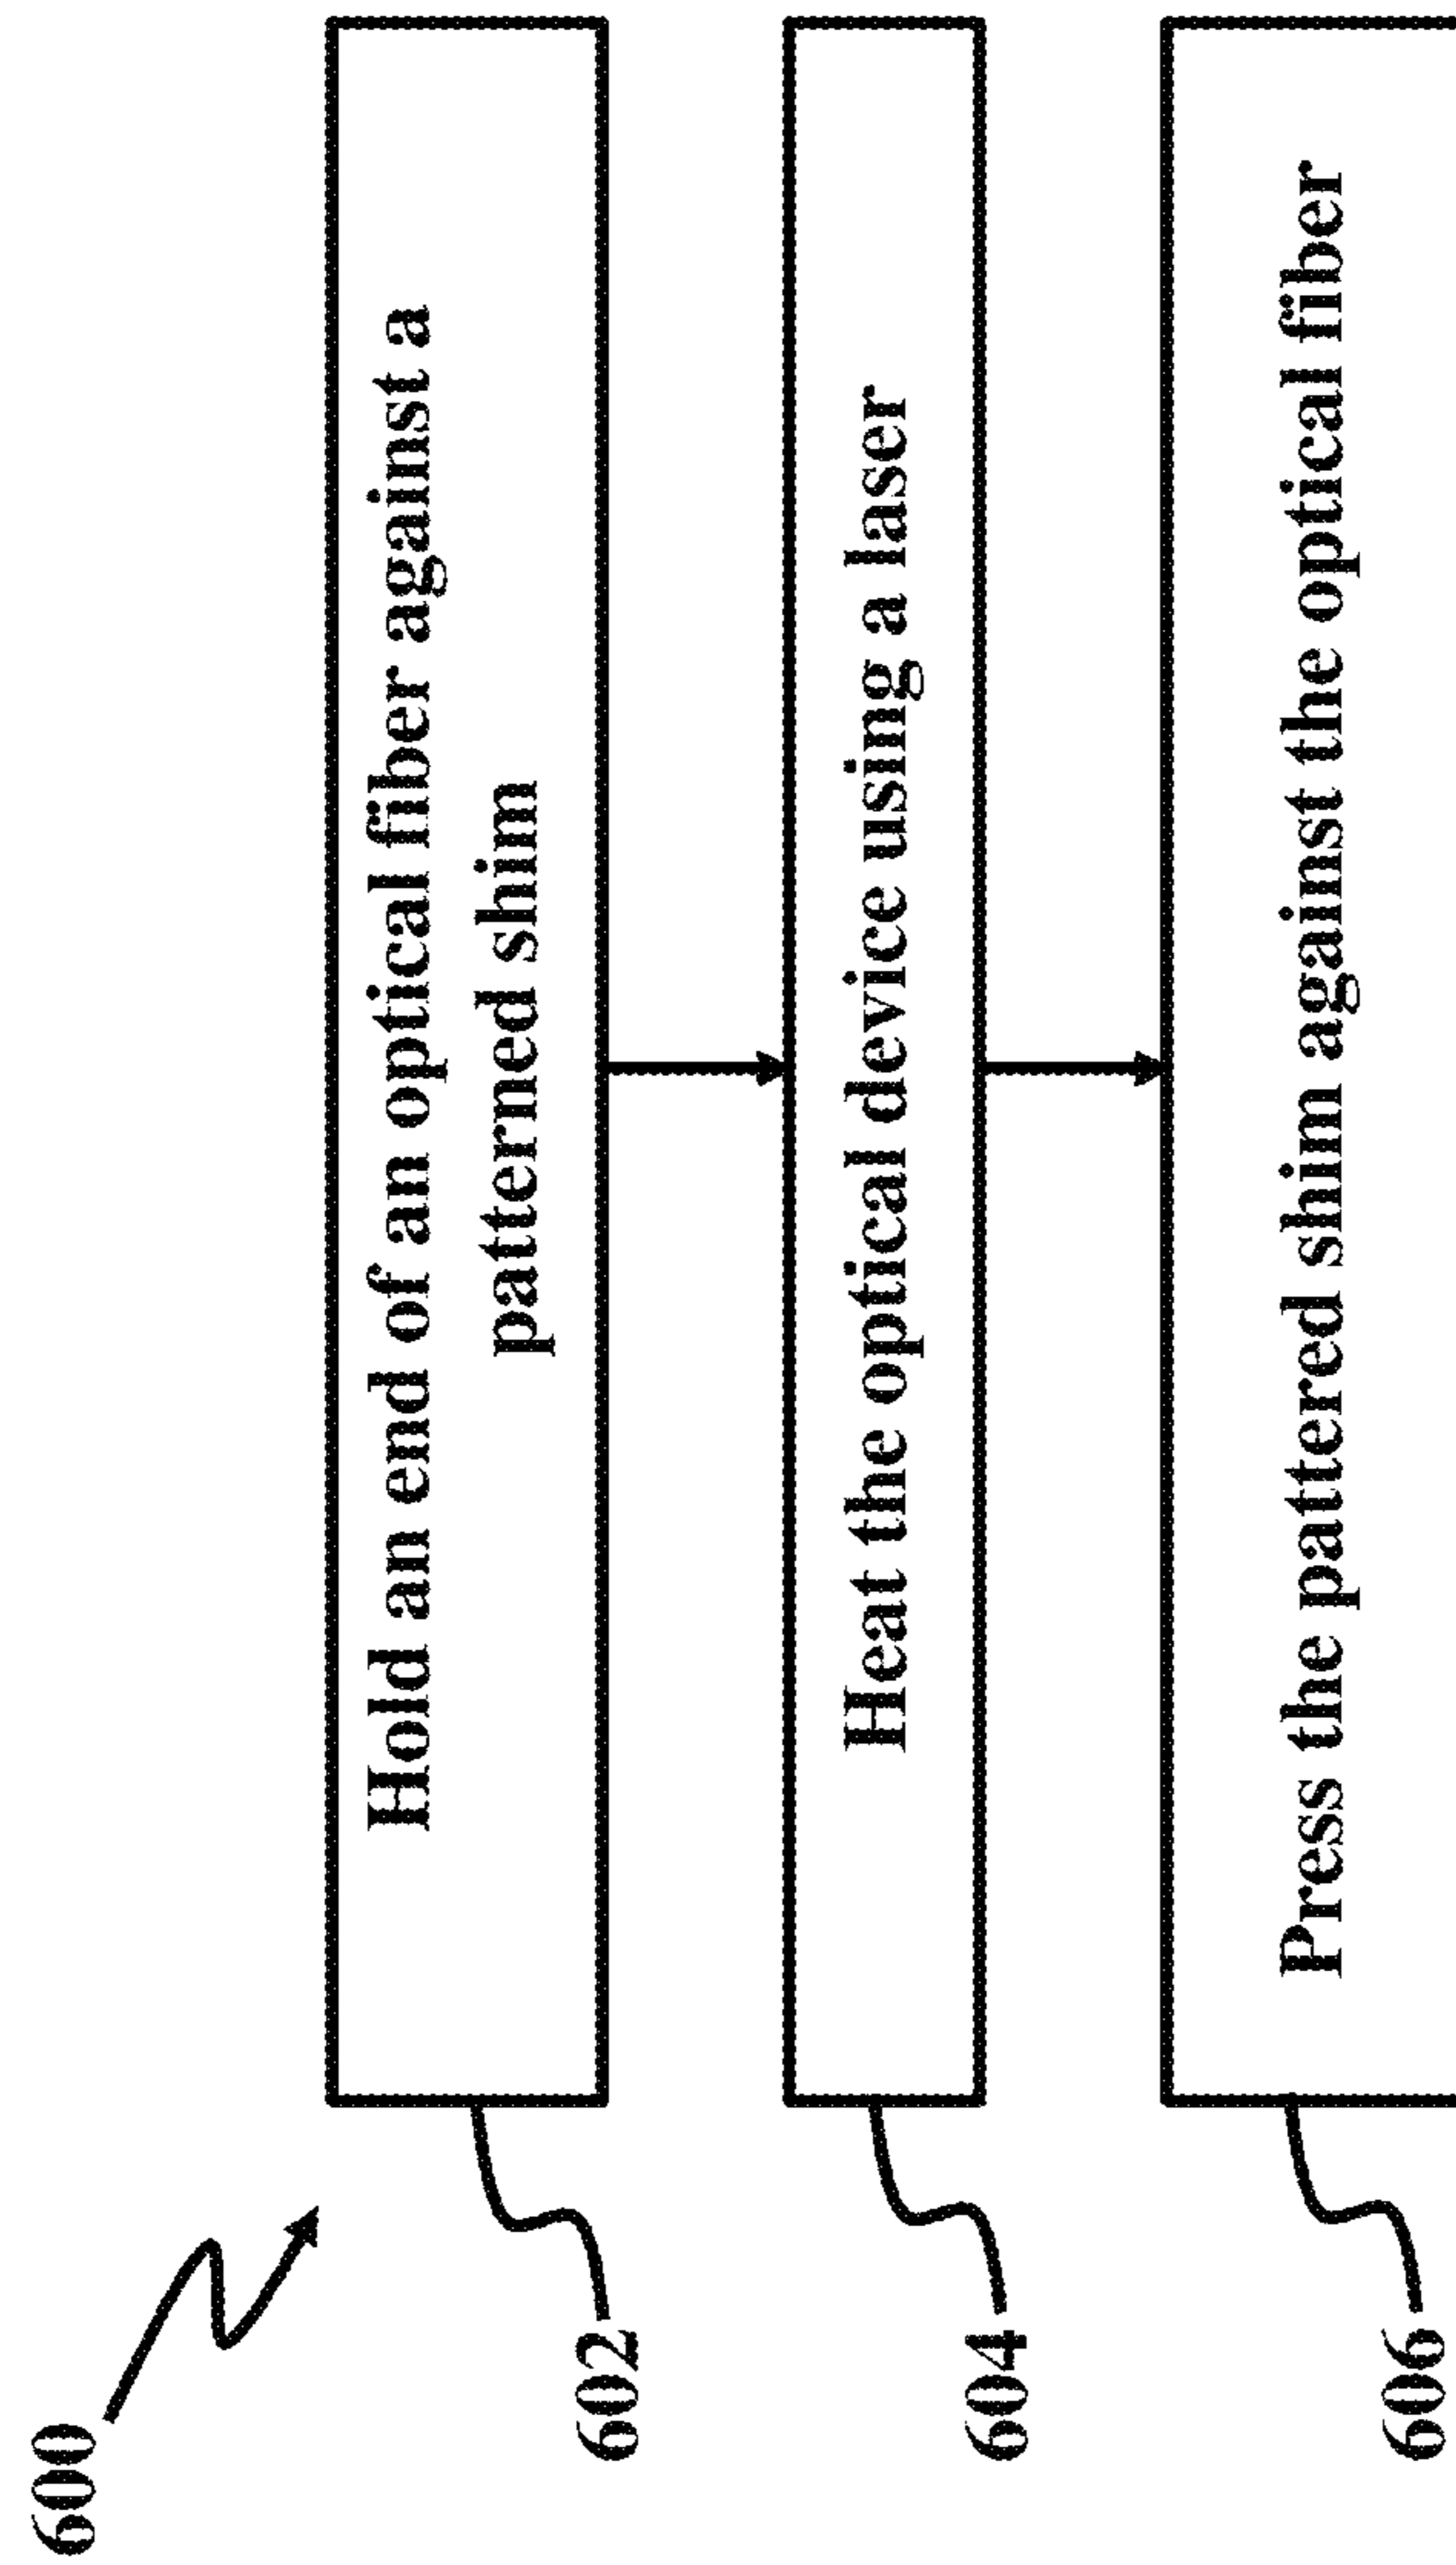 600
Hold an end of an optical fiber against a
patterned shim
602
Heat the optical device using a laser
604
Press the pattered shim against the optical fiber
606